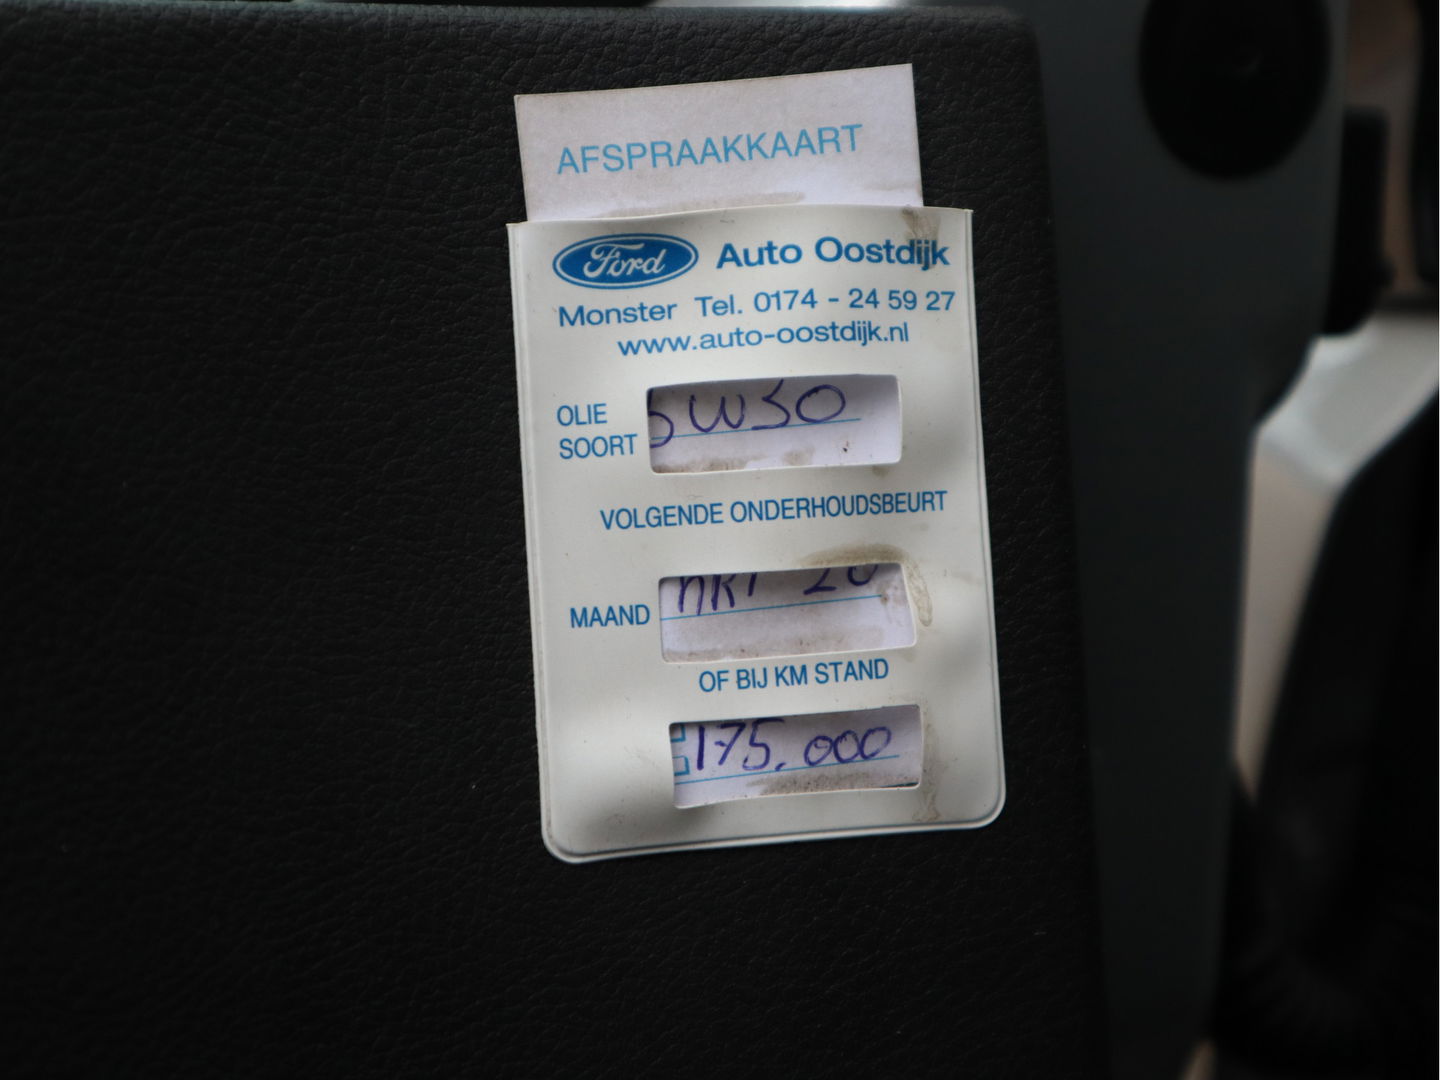 AFSPRAAKKAART
Ford Auto Oostdijk
Monster Tel. 0174 - 24 59 27
www.auto-oostdijk.nl
OLIE SOORT 5W30
VOLGENDE ONDERHOUDSBEURT
MAAND
OF BIJ KM STAND
175.000